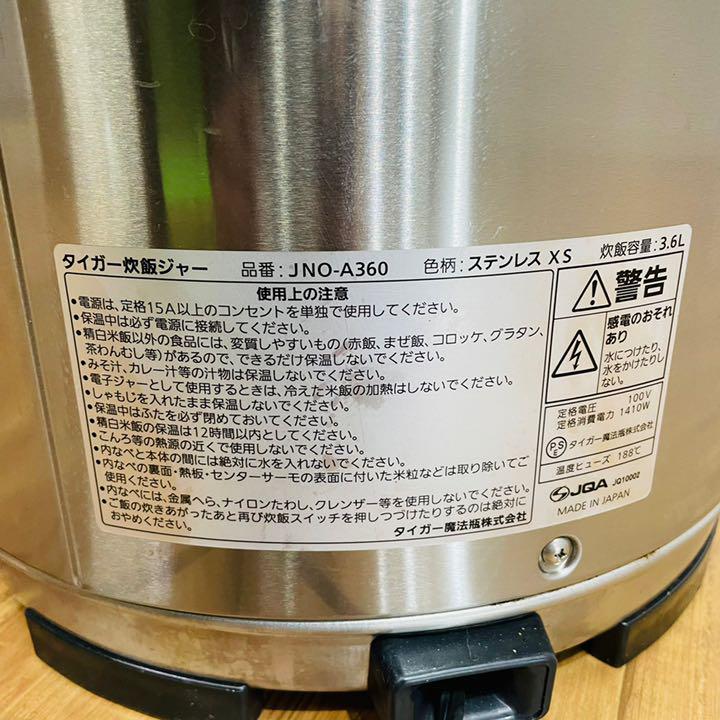 タイガー炊飯ジャー 品番:JNO-A360 色柄:ステンレス XS 炊飯容量:3.6L
使用上の注意
•電源は、定格15A以上のコンセントを単独で使用してください。
•保温中は必ず電源に接続してください。
•精白米飯以外の食品には、変質しやすいもの(赤飯、まぜ飯、コロッケ、グラタン、
茶わんむし等)があるので、できるだけ保温しないでください。
•みそ汁、カレー汁等の汁物は保温しないでください。
•電子ジャーとして使用するときは、冷えた米飯の加熱はしないでください。
•しゃもじを入れたまま保温しないでください。
•保温中はふたを必ず閉めておいてください。
•精白米飯の保温は12時間以内としてください。
•こんろ等の熱源の近くで使用しないでください。
•内なべと本体の間には絶対に水を入れないでください。
•内なべの裏面・熱板・センターサーモの表面に付いた米粒などは取り除いてご
使用ください。
•内なべには、金属へら、ナイロンたわし、クレンザー等を使用しないでください。
•ご飯の炊きあがったあと再び炊飯スイッチを押しつづけたりするのは絶対に
おやめください。
タイガー魔法瓶株式会社
警告
感電のおそれ
あり
水につけたり、
水をかけたりし
ない。
定格電圧 100V
定格消費電力 1410W
PSE タイガー魔法瓶株式会社
温度ヒューズ 188℃
JQA JQ10002
MADE IN JAPAN